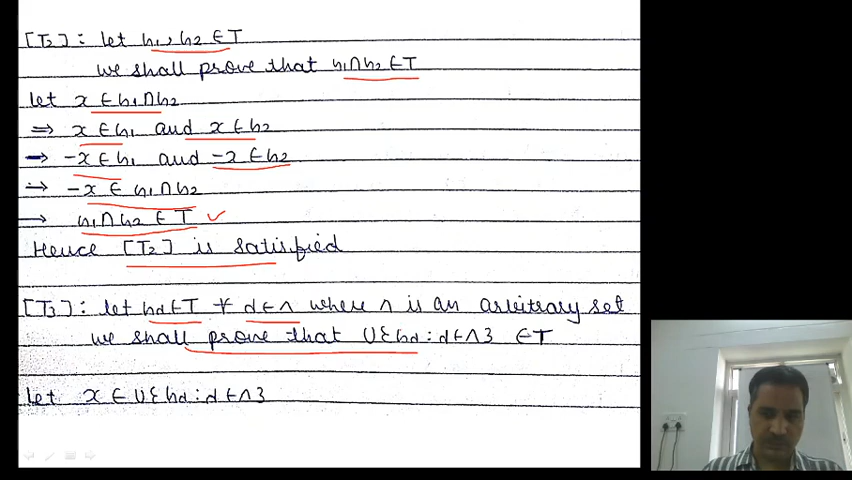 [T₂]: let h₁, h₂ ∈ T
we shall prove that h₁∩h₂ ∈ T
let x ∈ h₁∩h₂
⇒ x ∈ h₁ and x ∈ h₂
→ -x ∈ h₁ and -x ∈ h₂
→ -x ∈ h₁∩h₂
→ h₁∩h₂ ∈ T ✓
Hence [T₂] is satisfied
[T₃]: let hα ∈ T ∀ α ∈ Λ where Λ is an arbitrary set
we shall prove that ∪{hα : α ∈ Λ} ∈ T
let x ∈ ∪{hα : α ∈ Λ}